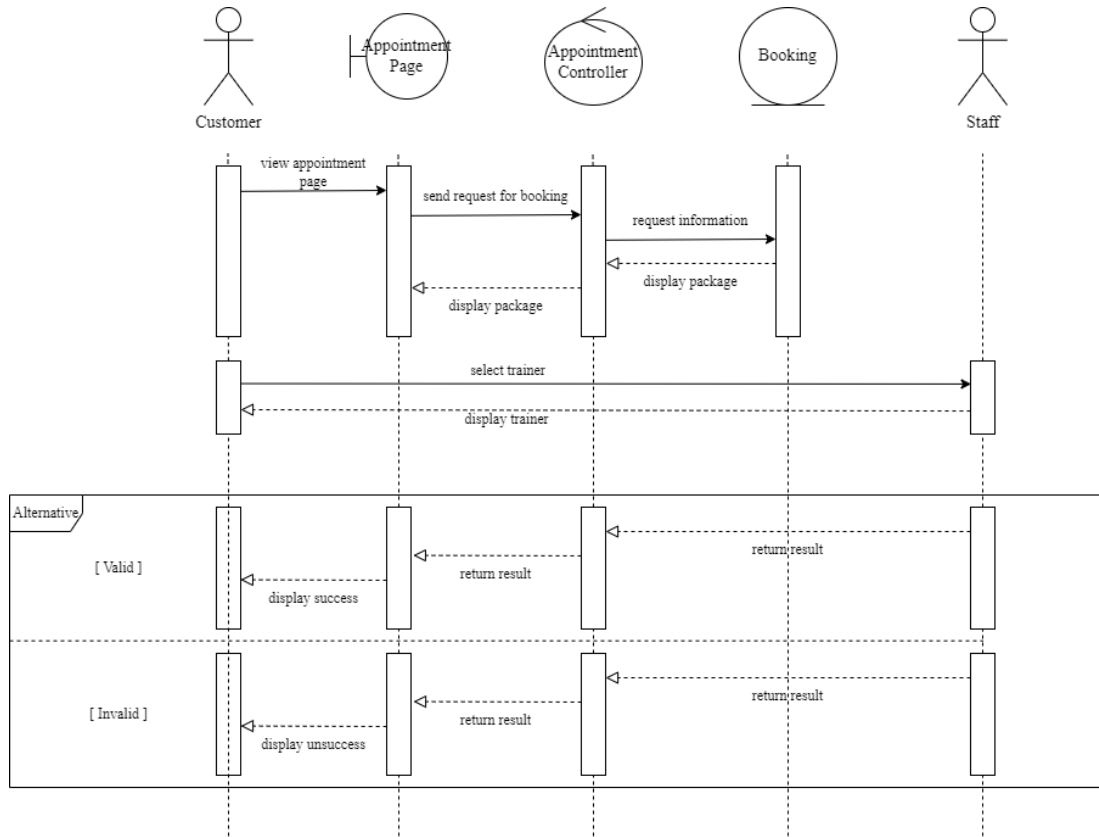 Appointment
Page
Appointment
Controller
Booking
Customer
Staff
view appointment
page
send request for booking
request information
display package
display package
select trainer
display trainer
Alternative
[ Valid ]
return result
return result
display success
[ Invalid ]
return result
return result
display unsuccess